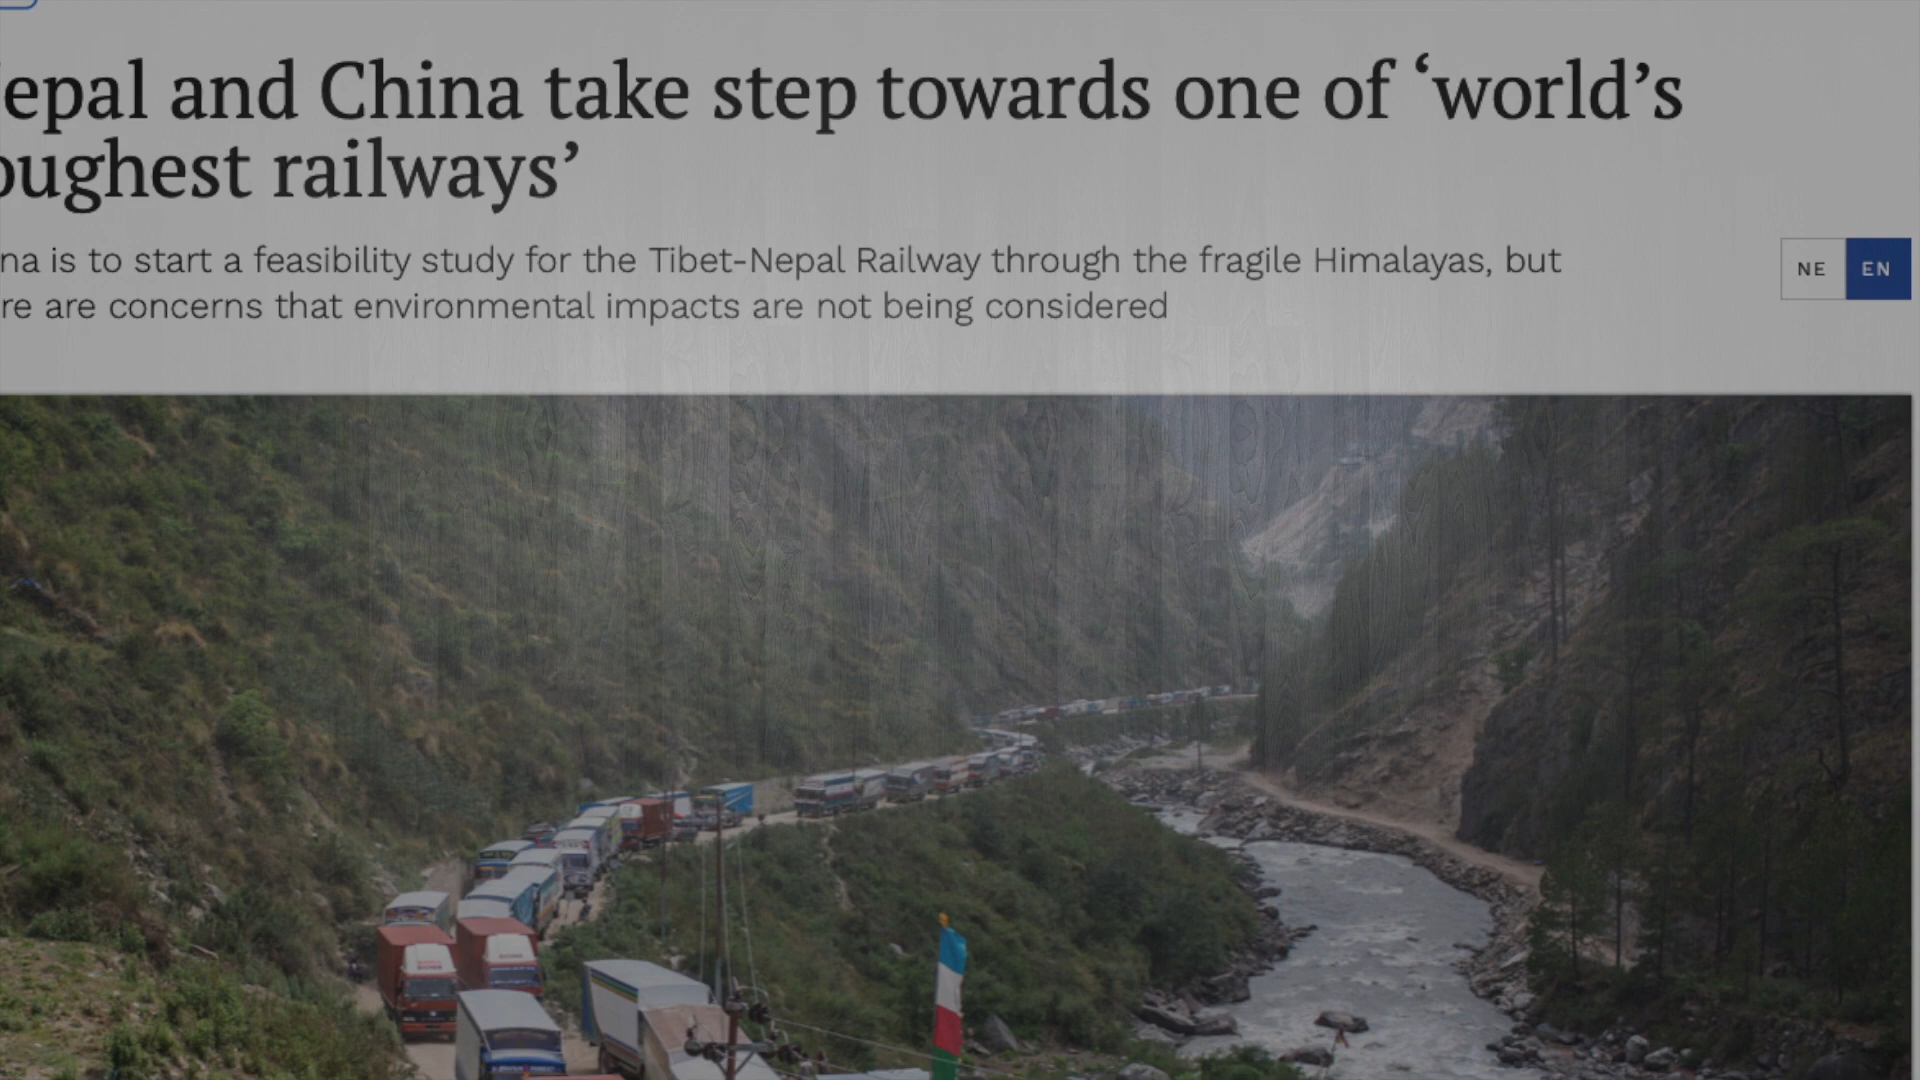 epal and China take step towards one of ‘world’s
oughest railways’
na is to start a feasibility study for the Tibet-Nepal Railway through the fragile Himalayas, but
re are concerns that environmental impacts are not being considered
NE EN